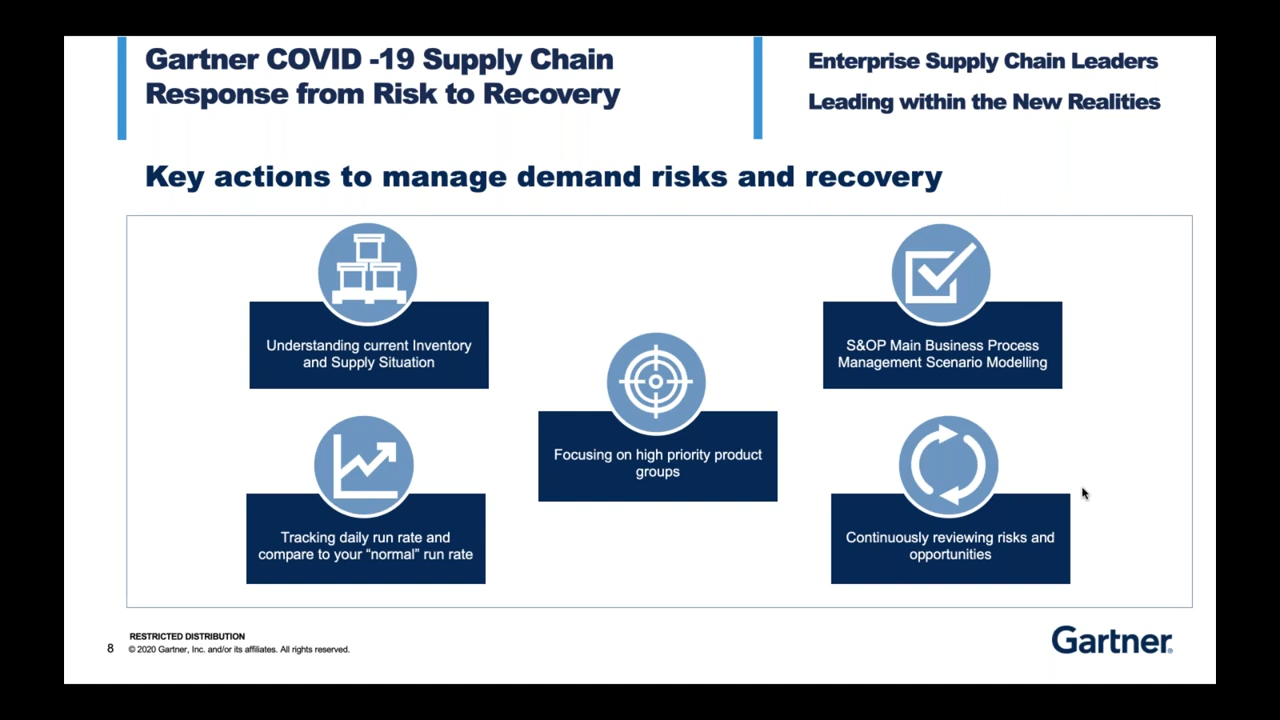 Gartner COVID -19 Supply Chain
Response from Risk to Recovery
Enterprise Supply Chain Leaders
Leading within the New Realities
Key actions to manage demand risks and recovery
Understanding current Inventory
and Supply Situation
S&OP Main Business Process
Management Scenario Modelling
Focusing on high priority product
groups
Tracking daily run rate and
compare to your “normal” run rate
Continuously reviewing risks and
opportunities
RESTRICTED DISTRIBUTION
8 © 2020 Gartner, Inc. and/or its affiliates. All rights reserved.
Gartner®